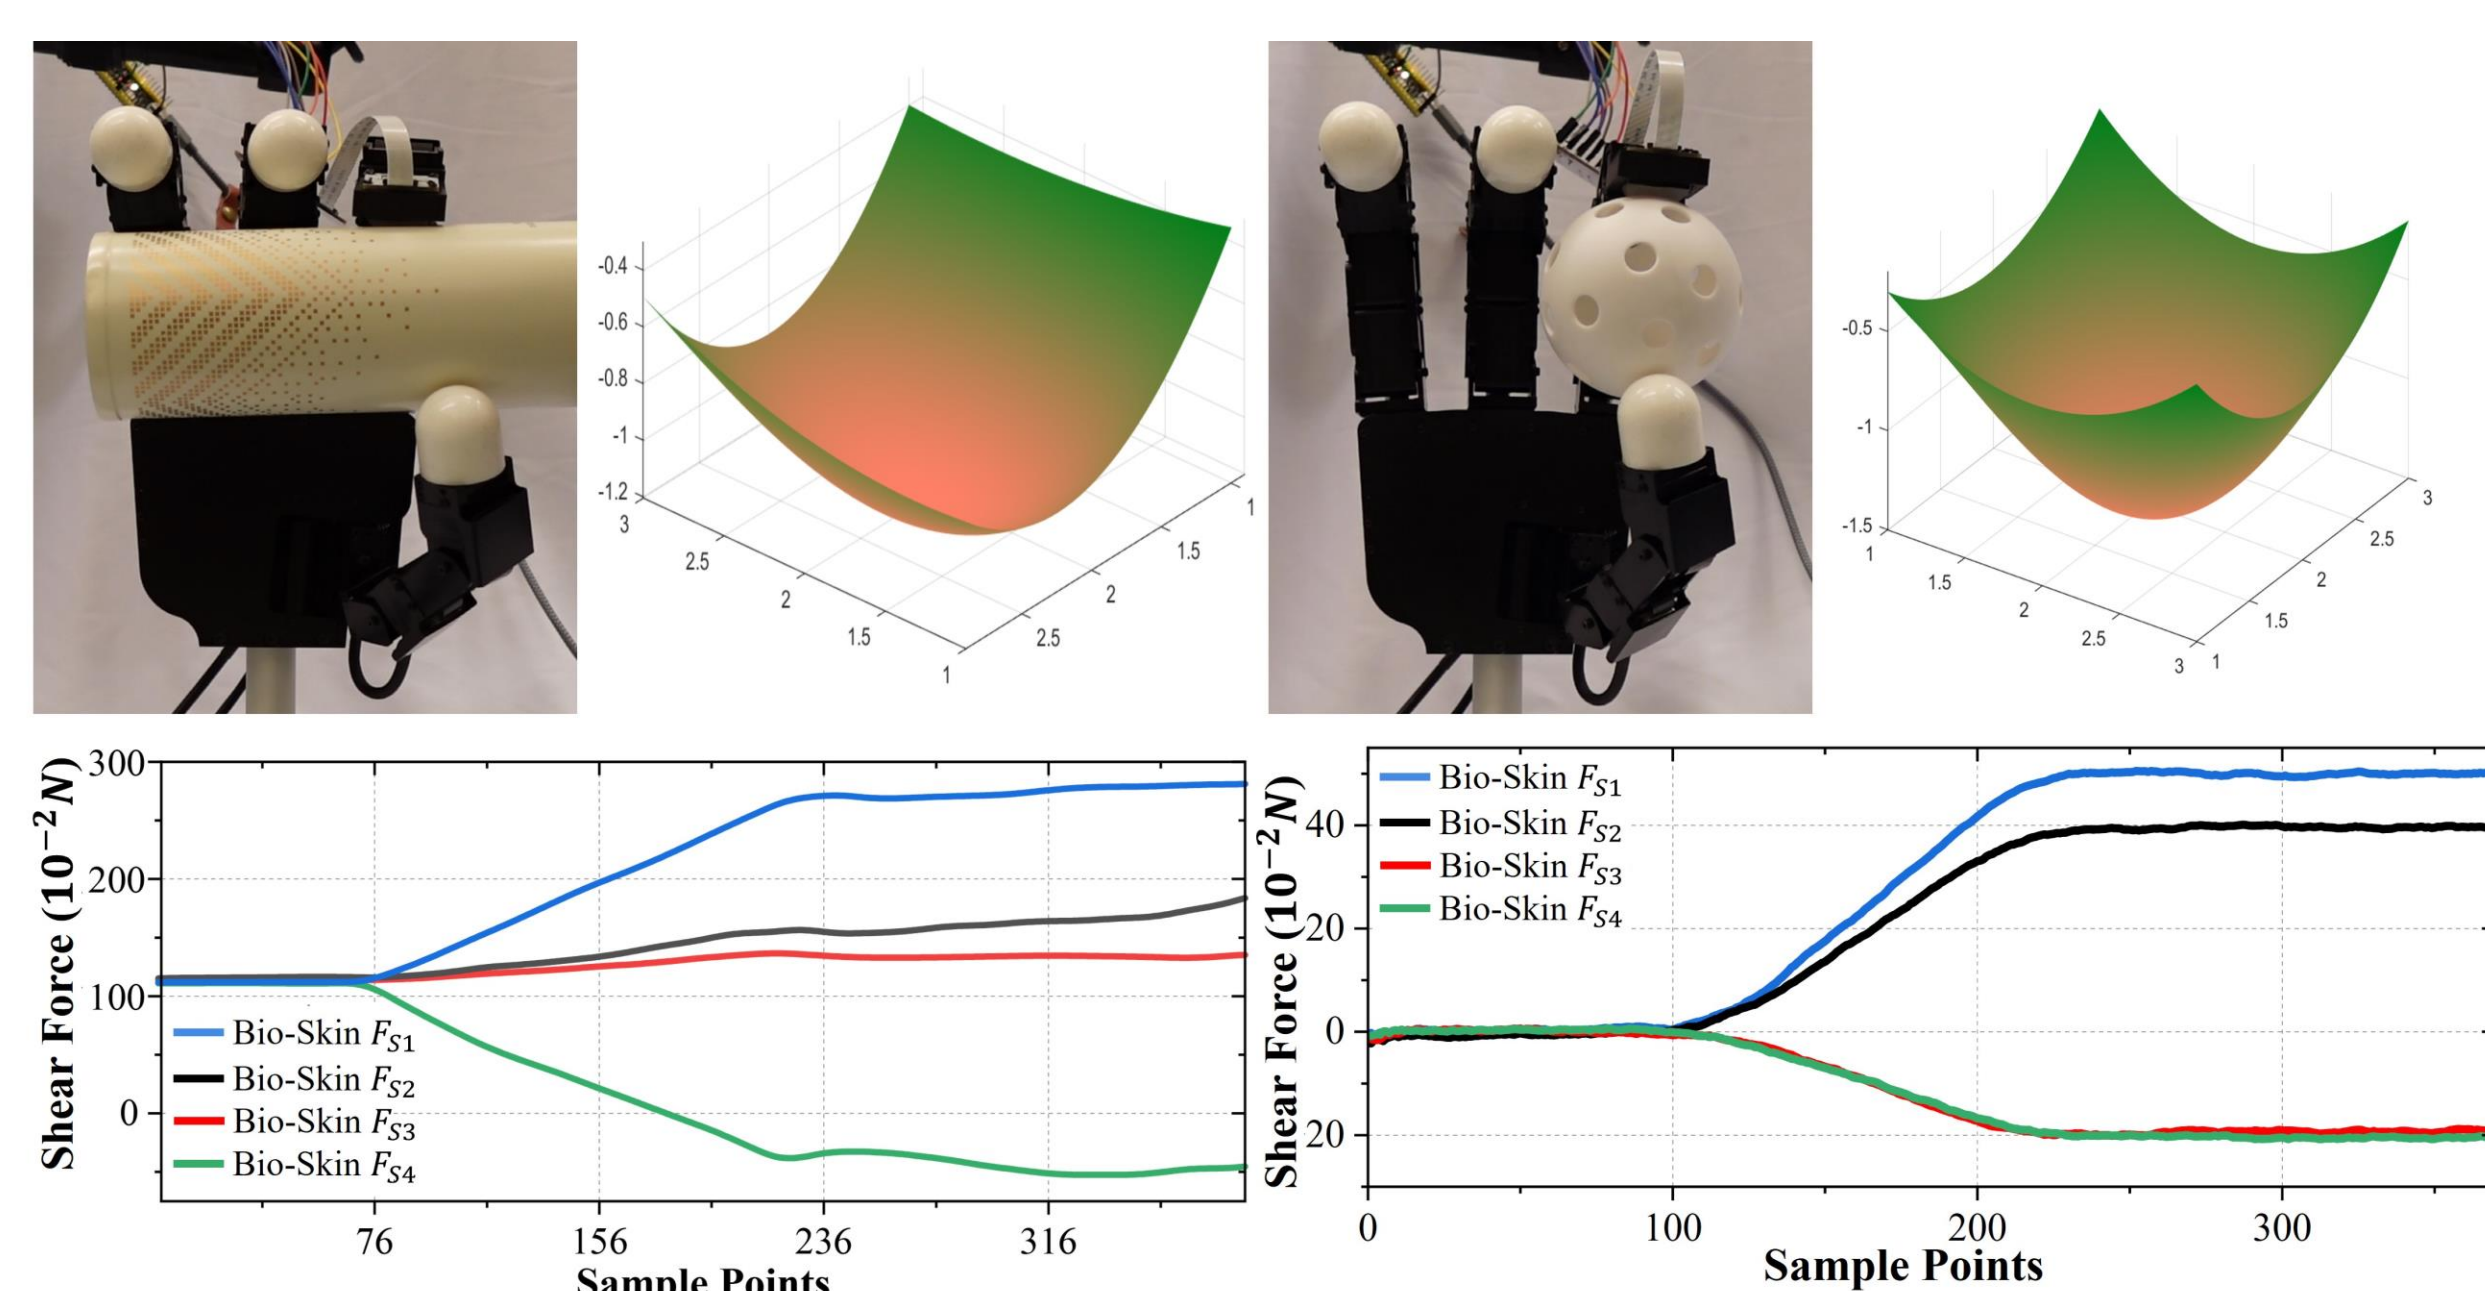 -0.4
-0.6
-0.8
-1
-1.2
3
2.5
2
1.5
1
1
1.5
2
2.5
-0.5
-1
-1.5
1
1.5
2
2.5
3
1
1.5
2
2.5
3
Shear Force (10⁻² N)
300
200
100
0
Bio-Skin F_S1
Bio-Skin F_S2
Bio-Skin F_S3
Bio-Skin F_S4
76 156 236 316
Sample Points
Shear Force (10⁻² N)
40
20
0
20
Bio-Skin F_S1
Bio-Skin F_S2
Bio-Skin F_S3
Bio-Skin F_S4
0 100 200 300
Sample Points